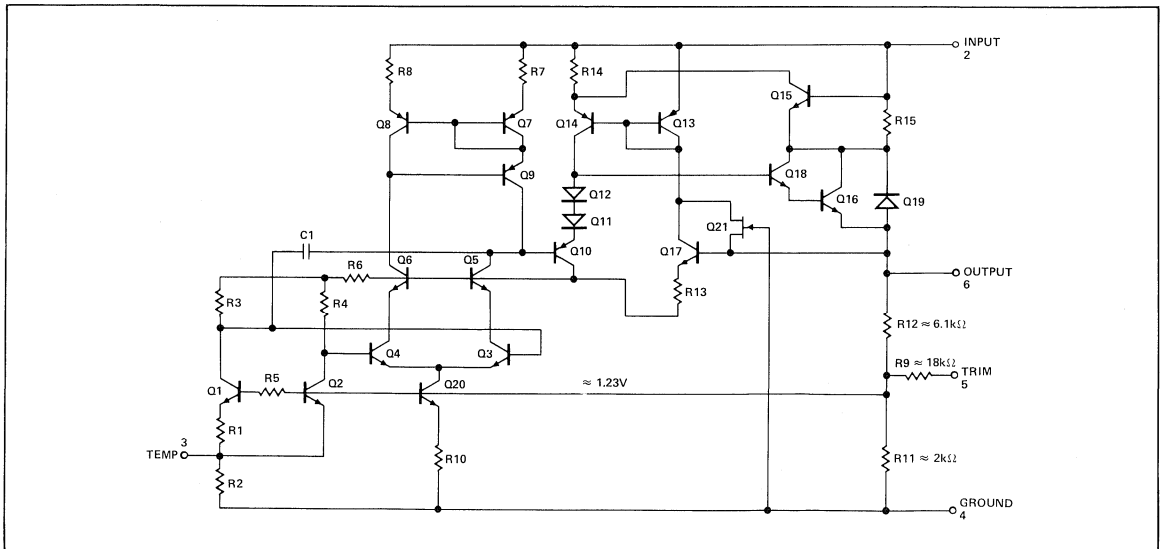 INPUT
2
R8
R7
R14
Q15
R15
Q8
Q7
Q14
Q13
Q9
Q18
Q12
Q16
Q19
Q11
Q21
C1
Q10
Q17
Q6
Q5
R6
OUTPUT
6
R3
R4
R13
R12 ≈ 6.1kΩ
Q4
Q3
R9 ≈ 18kΩ
TRIM
5
Q1
R5
Q2
Q20
≈ 1.23V
R1
TEMP
3
R2
R10
R11 ≈ 2kΩ
GROUND
4